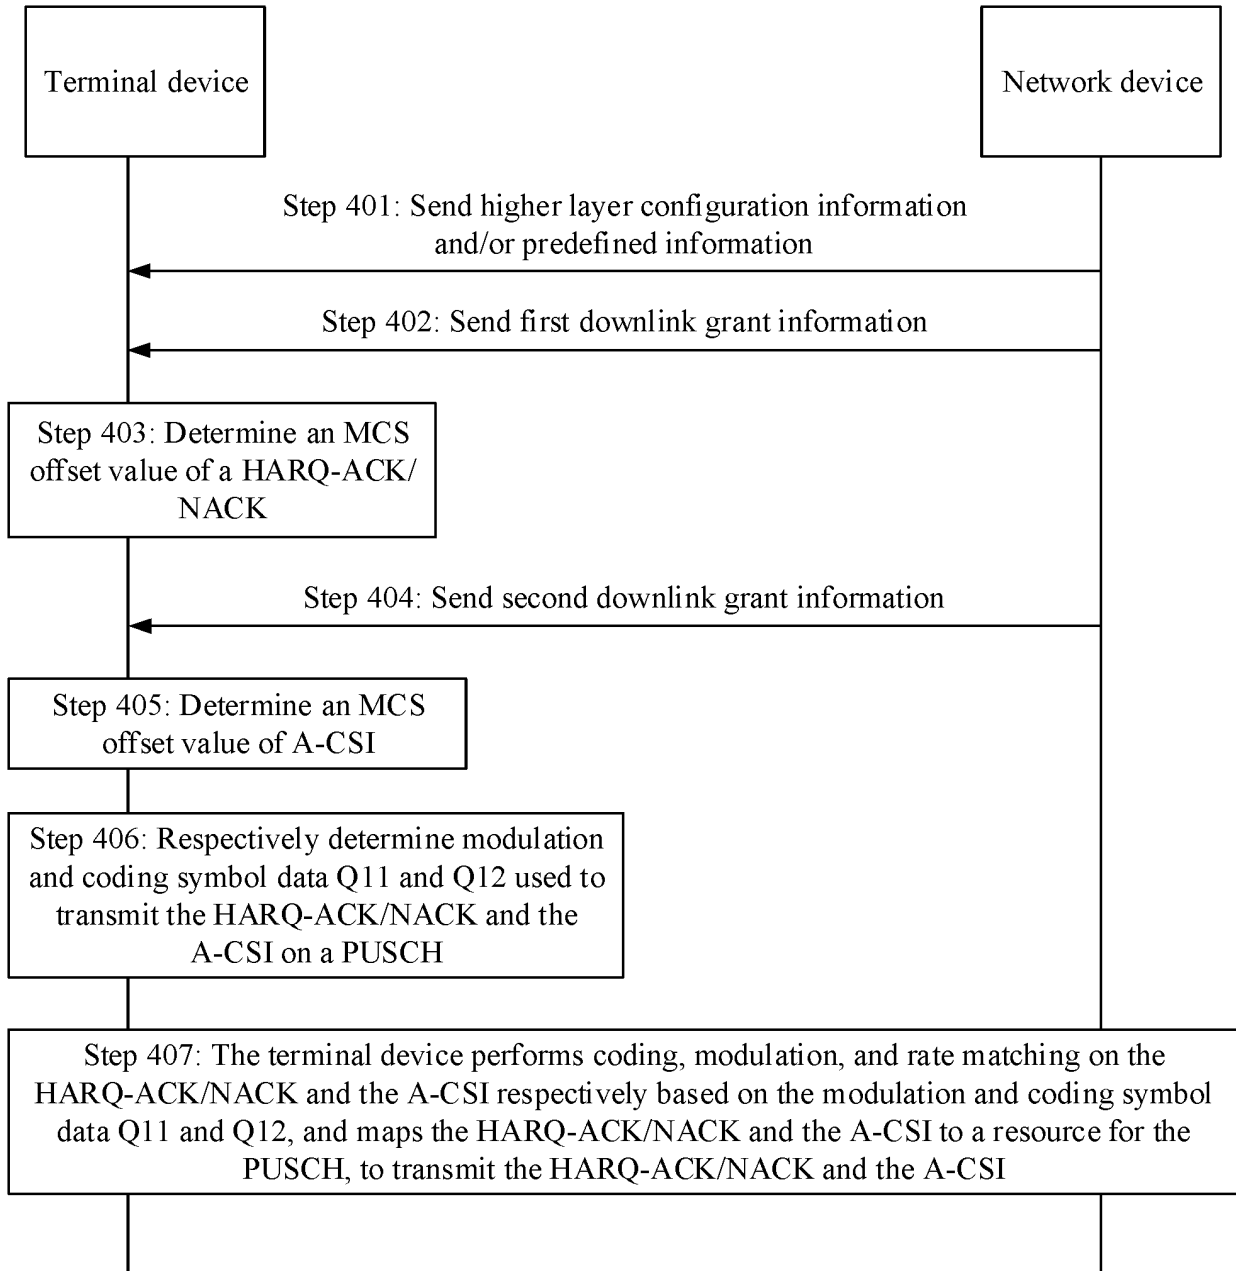 Terminal device
Network device
Step 401: Send higher layer configuration information
and/or predefined information
Step 402: Send first downlink grant information
Step 403: Determine an MCS
offset value of a HARQ-ACK/
NACK
Step 404: Send second downlink grant information
Step 405: Determine an MCS
offset value of A-CSI
Step 406: Respectively determine modulation
and coding symbol data Q11 and Q12 used to
transmit the HARQ-ACK/NACK and the
A-CSI on a PUSCH
Step 407: The terminal device performs coding, modulation, and rate matching on the
HARQ-ACK/NACK and the A-CSI respectively based on the modulation and coding symbol
data Q11 and Q12, and maps the HARQ-ACK/NACK and the A-CSI to a resource for the
PUSCH, to transmit the HARQ-ACK/NACK and the A-CSI